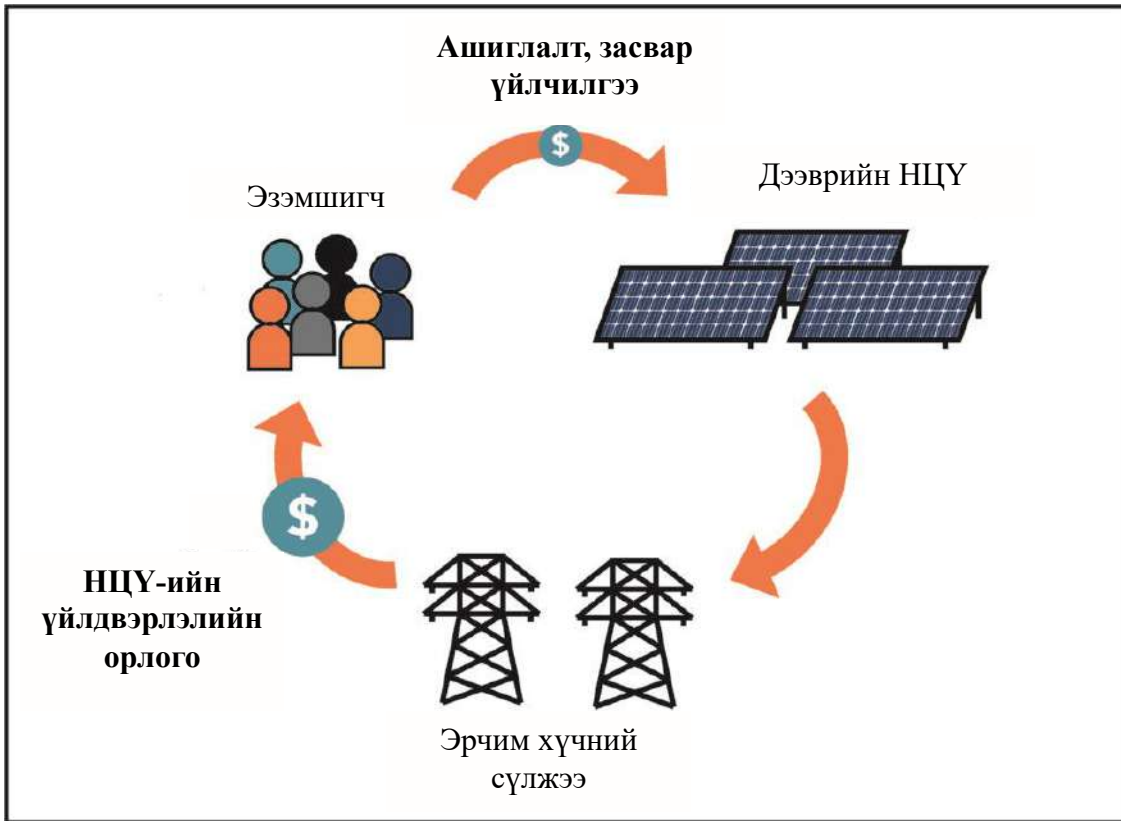 Ашиглалт, засвар
үйлчилгээ
$
Эзэмшигч
Дээврийн НЦҮ
$
НЦҮ-ийн
үйлдвэрлэлийн
орлого
Эрчим хүчний
сүлжээ